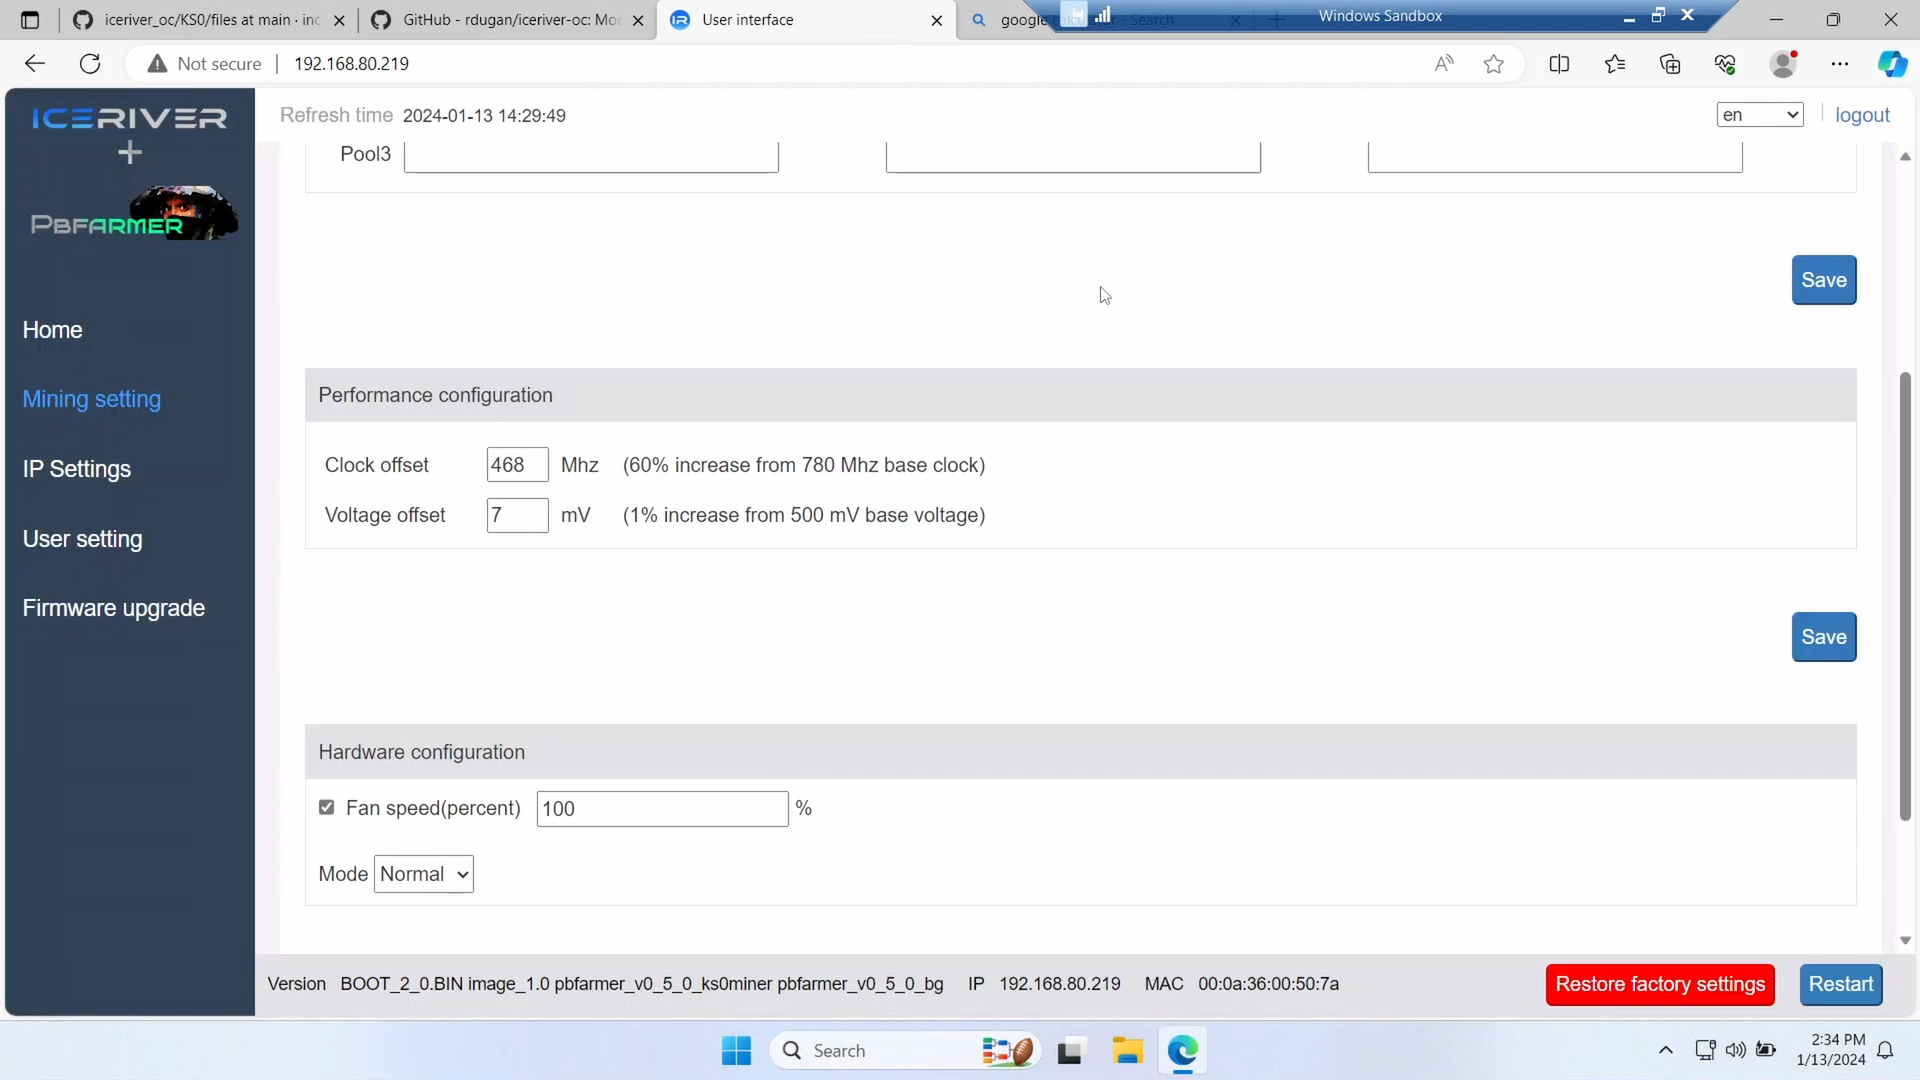 iceriver_oc/KS0/files at main · inc
GitHub - rdugan/iceriver-oc: Mo
User interface
google calculator - Search
Windows Sandbox
Not secure
192.168.80.219
ICERIVER
+
PBFARMER
Refresh time 2024-01-13 14:29:49
en
logout
Pool3
Save
Home
Mining setting
IP Settings
User setting
Firmware upgrade
Performance configuration
Clock offset 468 Mhz (60% increase from 780 Mhz base clock)
Voltage offset 7 mV (1% increase from 500 mV base voltage)
Save
Hardware configuration
Fan speed(percent) 100 %
Mode Normal
Version BOOT_2_0.BIN image_1.0 pbfarmer_v0_5_0_ks0miner pbfarmer_v0_5_0_bg IP 192.168.80.219 MAC 00:0a:36:00:50:7a
Restore factory settings
Restart
Search
2:34 PM
1/13/2024